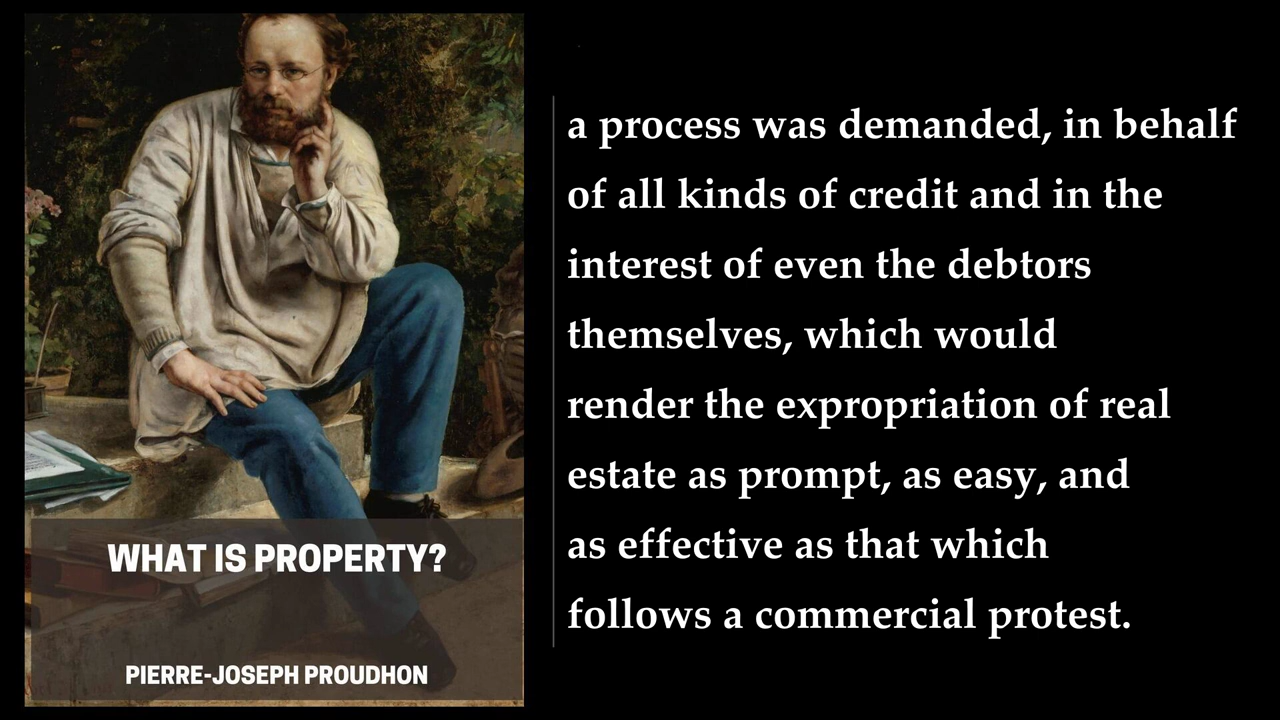 WHAT IS PROPERTY?
PIERRE-JOSEPH PROUDHON
a process was demanded, in behalf
of all kinds of credit and in the
interest of even the debtors
themselves, which would
render the expropriation of real
estate as prompt, as easy, and
as effective as that which
follows a commercial protest.